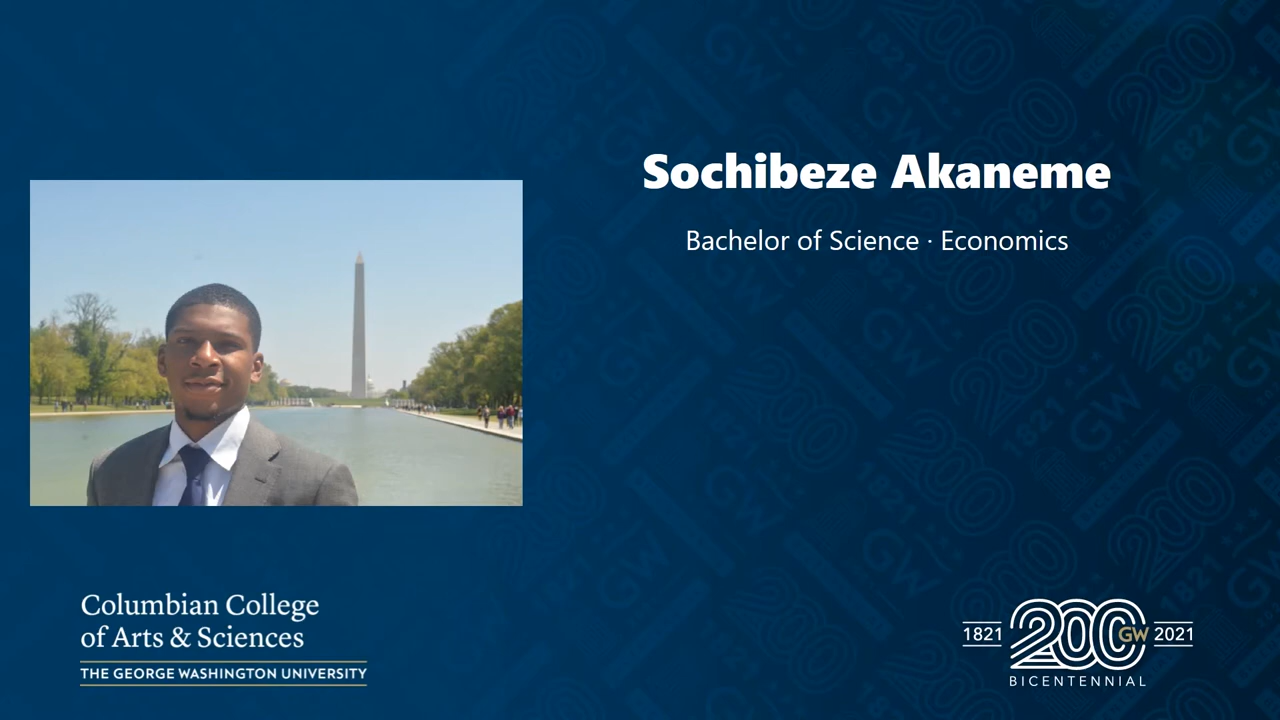 Sochibeze Akaneme
Bachelor of Science · Economics
Columbian College
of Arts & Sciences
THE GEORGE WASHINGTON UNIVERSITY
1821 200 GW 2021
BICENTENNIAL